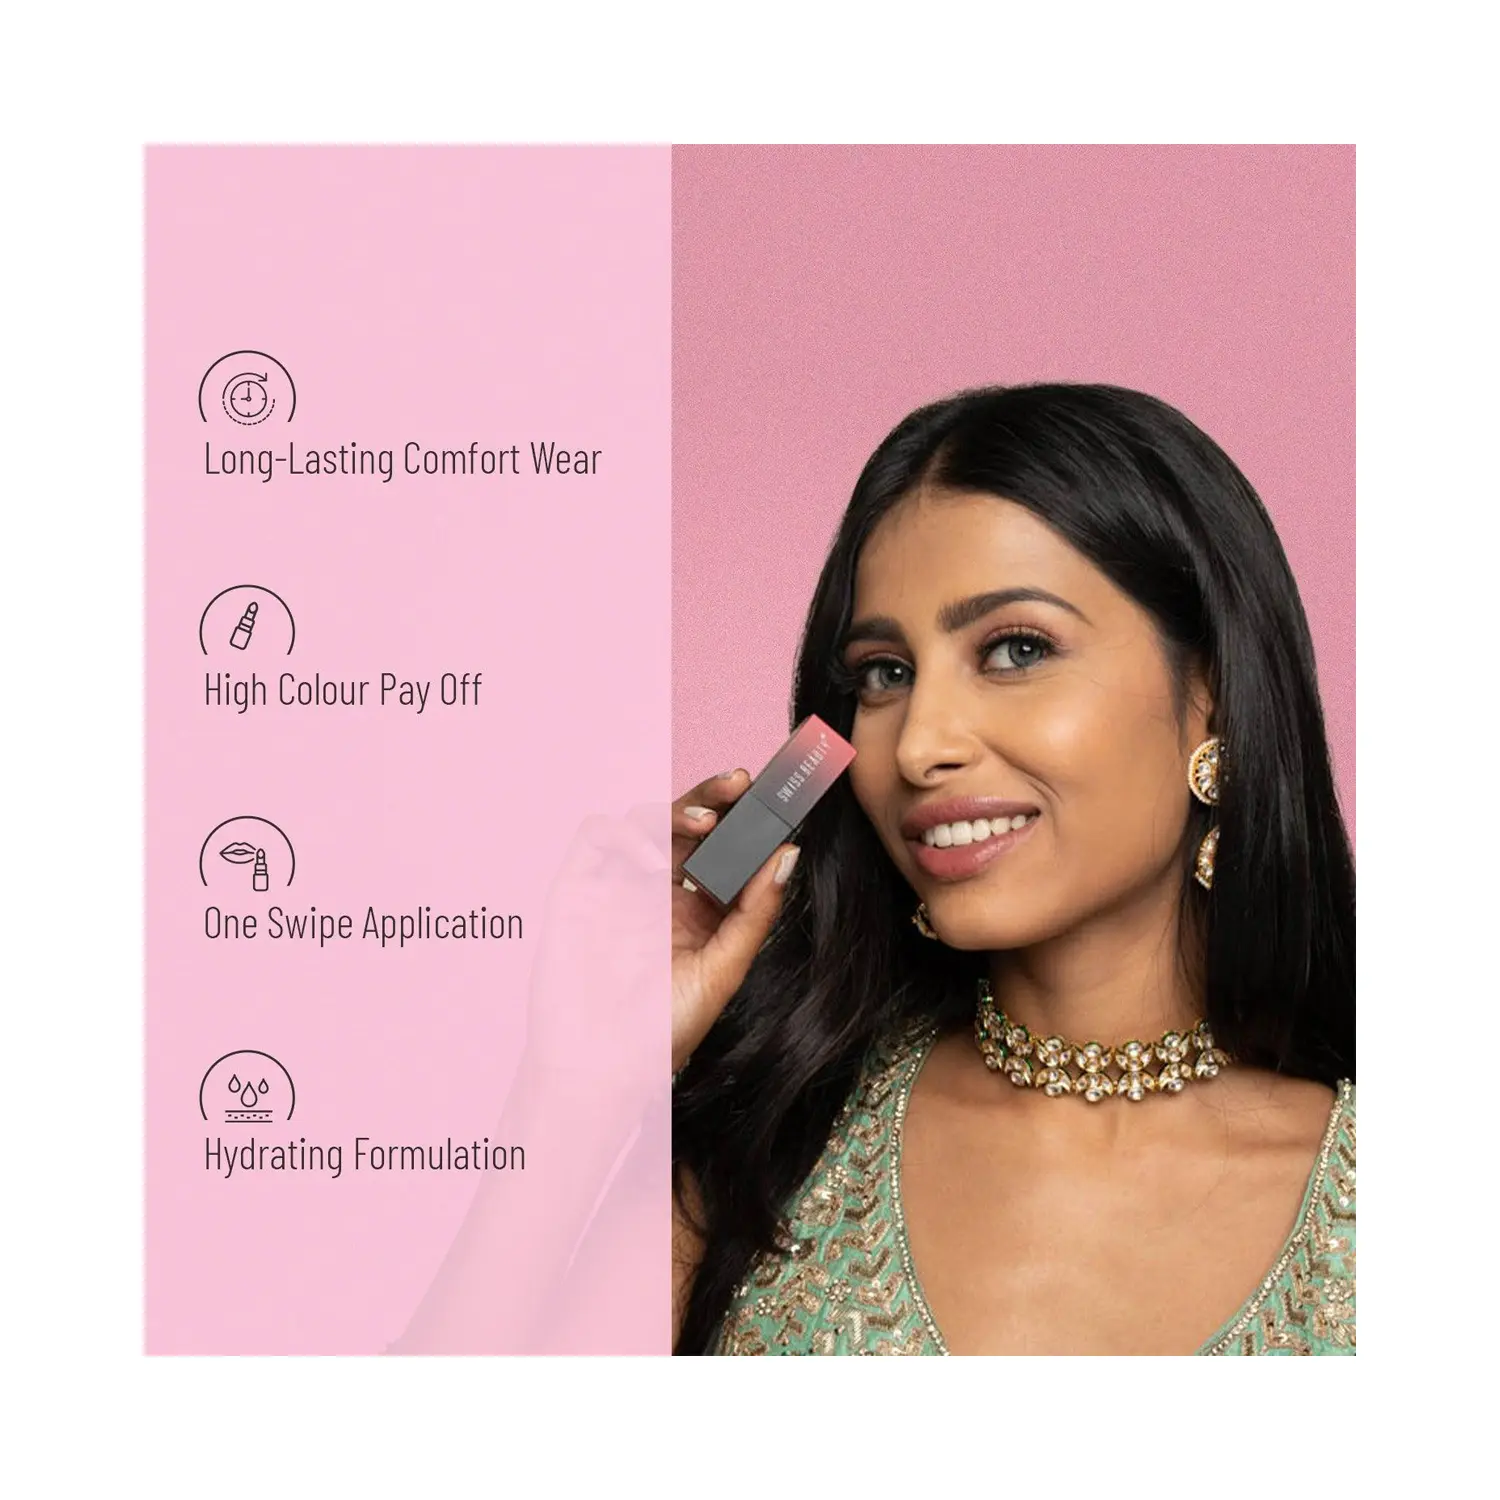 Long-Lasting Comfort Wear
High Colour Pay Off
One Swipe Application
Hydrating Formulation
SWISS BEAUTY